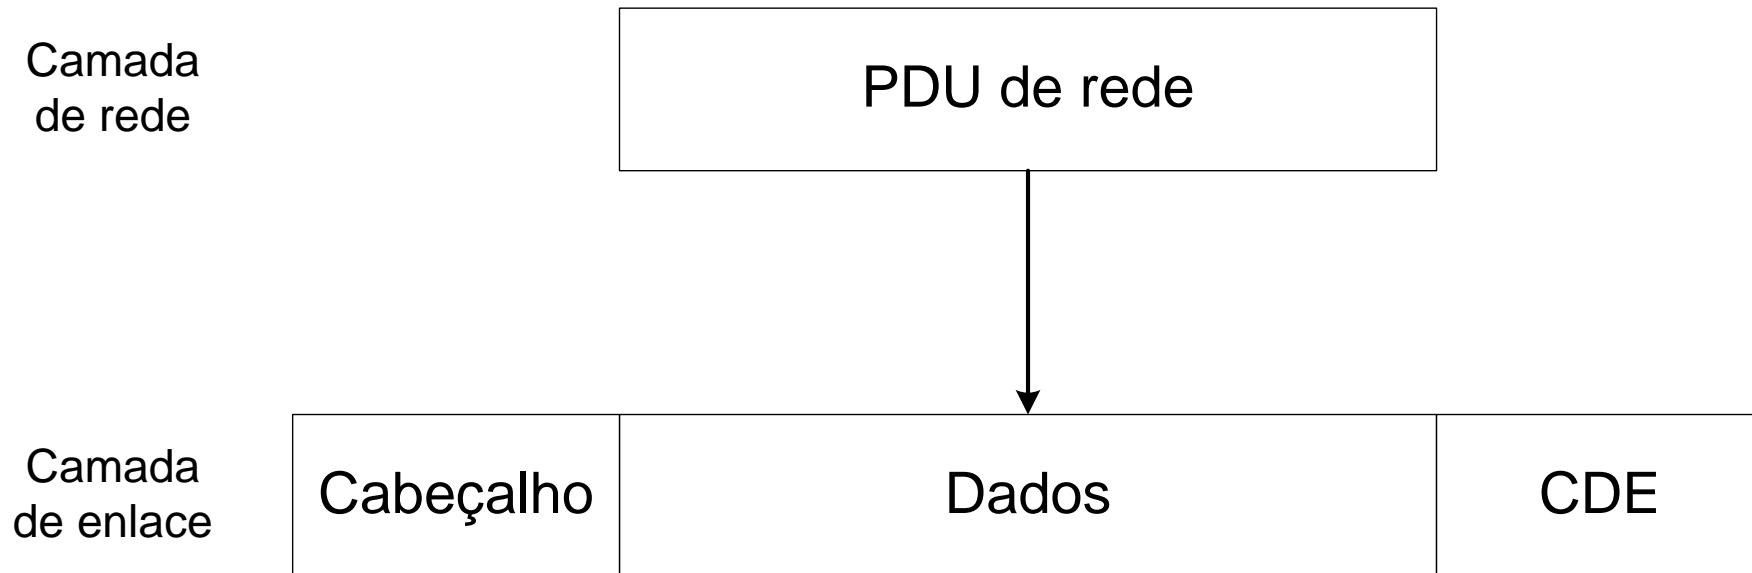 Camada
de rede
PDU de rede
Camada
de enlace
Cabeçalho
Dados
CDE